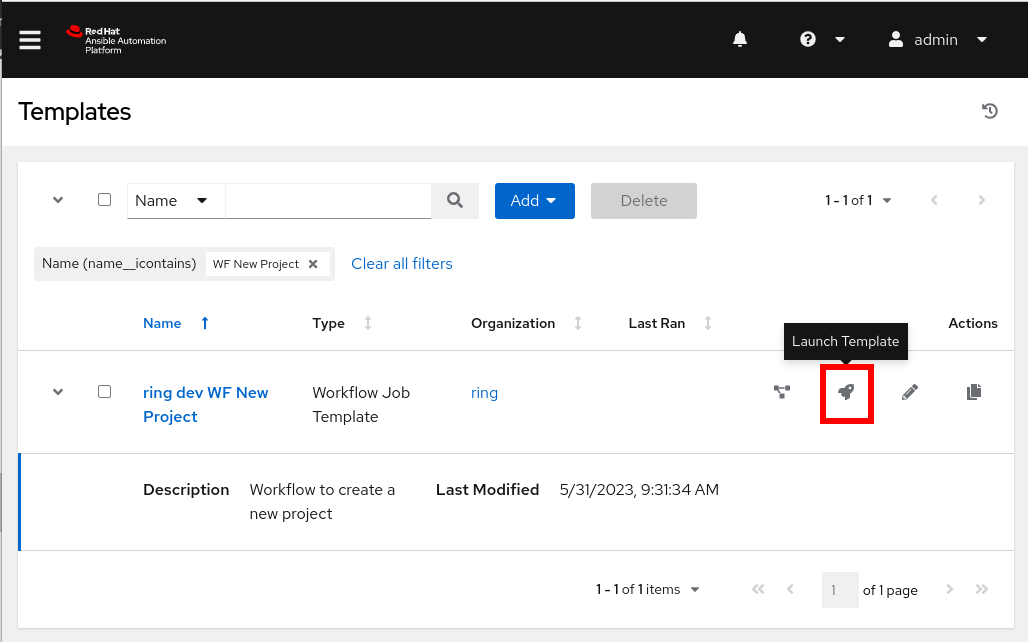 Red Hat
Ansible Automation
Platform
admin
Templates
Name
Add
Delete
1 - 1 of 1
Name (name__icontains)
WF New Project
Clear all filters
Name
Type
Organization
Last Ran
Actions
Launch Template
ring dev WF New
Project
Workflow Job
Template
ring
Description
Workflow to create a
new project
Last Modified
5/31/2023, 9:31:34 AM
1 - 1 of 1 items
1
of 1 page